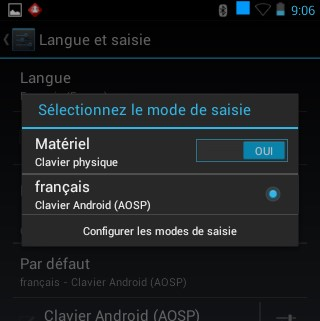 9:06
Langue et saisie
Langue
Sélectionnez le mode de saisie
Matériel
Clavier physique
OUI
français
Clavier Android (AOSP)
Configurer les modes de saisie
Par défaut
français - Clavier Android (AOSP)
Clavier Android (AOSP)